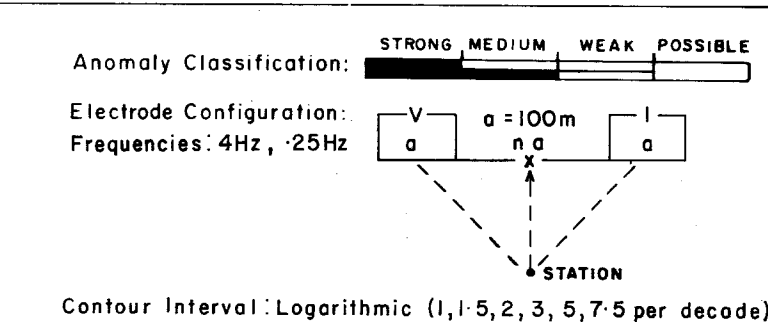 STRONG MEDIUM WEAK POSSIBLE
Anomaly Classification:
Electrode Configuration:
V a = 100m I
Frequencies: 4Hz, ·25Hz a n a a
X
STATION
Contour Interval: Logarithmic (1,1·5,2,3,5,7·5 per decade)